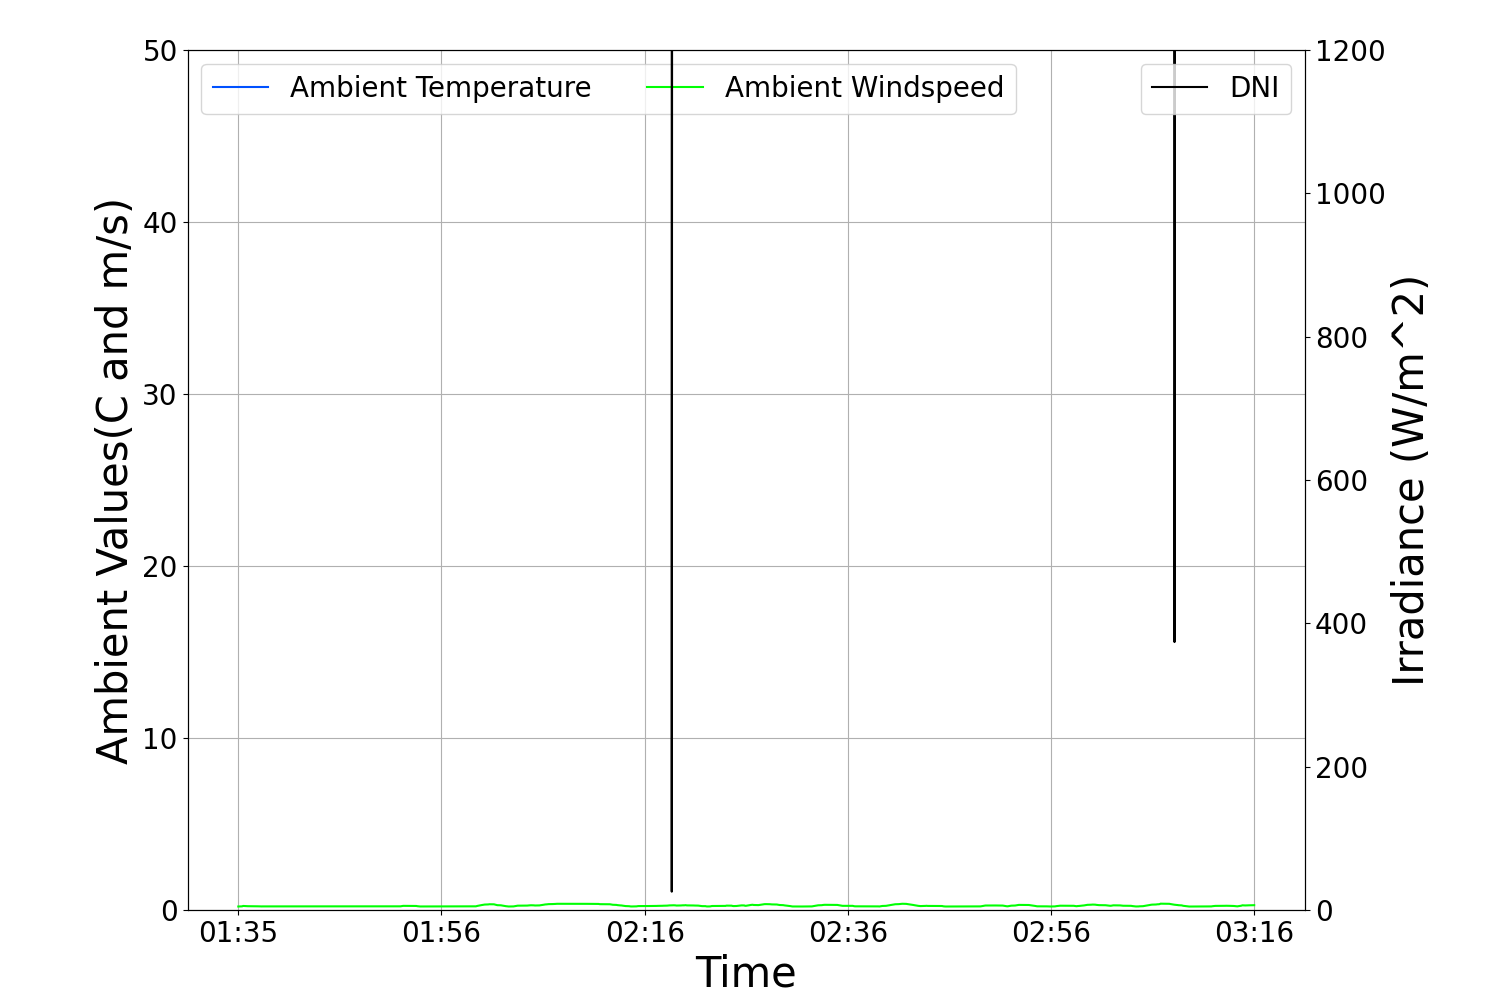 Ambient Temperature
Ambient Windspeed
DNI
50
40
30
20
10
0
Ambient Values(C and m/s)
1200
1000
800
600
400
200
0
Irradiance (W/m^2)
01:35 01:56 02:16 02:36 02:56 03:16
Time